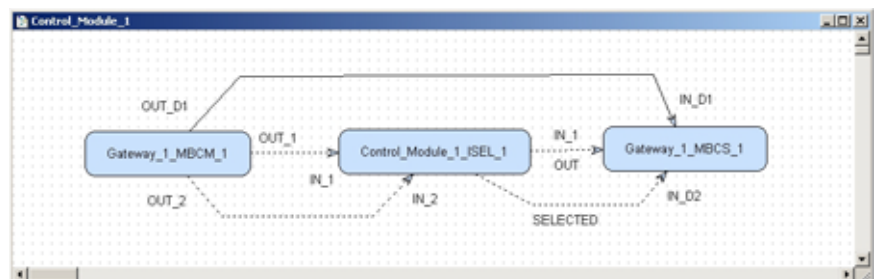 Control_Module_1
OUT_D1
IN_D1
Gateway_1_MBCM_1
OUT_1
IN_1
Control_Module_1_ISEL_1
IN_1
OUT
Gateway_1_MBCS_1
OUT_2
IN_2
SELECTED
IN_D2